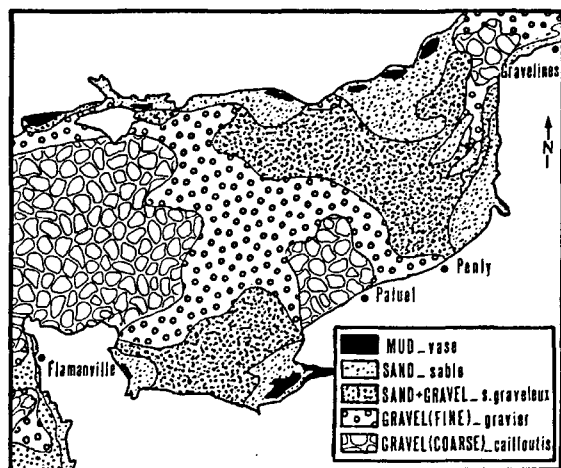 Gravelines
N
Penly
Paluel
Flamanville
MUD_vase
SAND_sable
SAND+GRAVEL_s.graveleux
GRAVEL(FINE)_gravier
GRAVEL(COARSE)_cailloutis